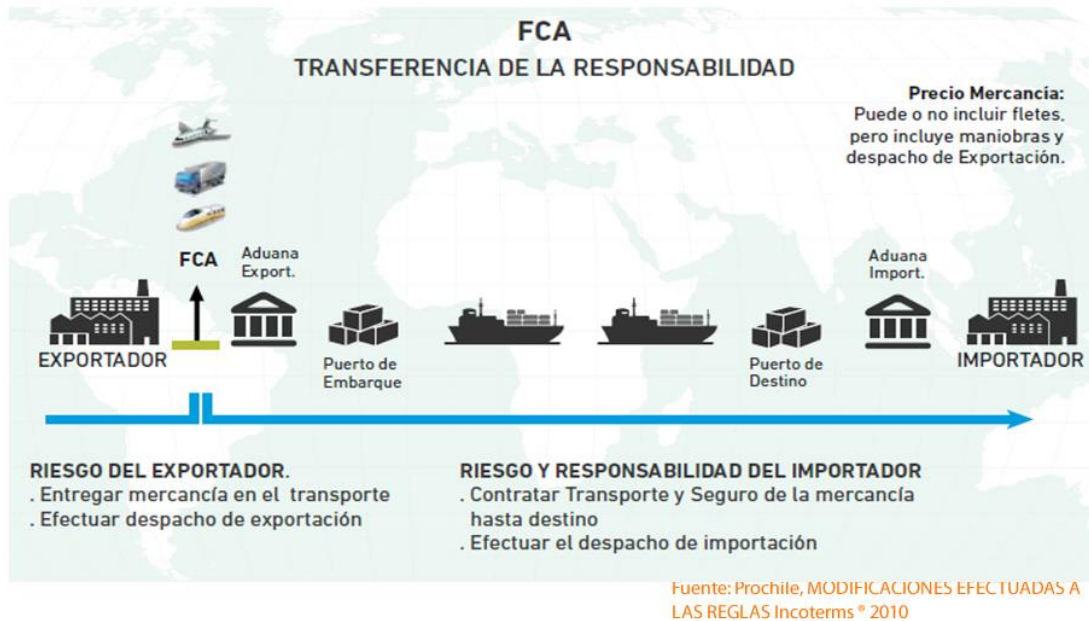 FCA
TRANSFERENCIA DE LA RESPONSABILIDAD
Precio Mercancía:
Puede o no incluir fletes,
pero incluye maniobras y
despacho de Exportación.
FCA
Aduana
Export.
Aduana
Import.
EXPORTADOR
Puerto de
Embarque
Puerto de
Destino
IMPORTADOR
RIESGO DEL EXPORTADOR.
. Entregar mercancía en el transporte
. Efectuar despacho de exportación
RIESGO Y RESPONSABILIDAD DEL IMPORTADOR
. Contratar Transporte y Seguro de la mercancía
hasta destino
. Efectuar el despacho de importación
Fuente: Prochile, MODIFICACIONES EFECTUADAS A
LAS REGLAS Incoterms ® 2010